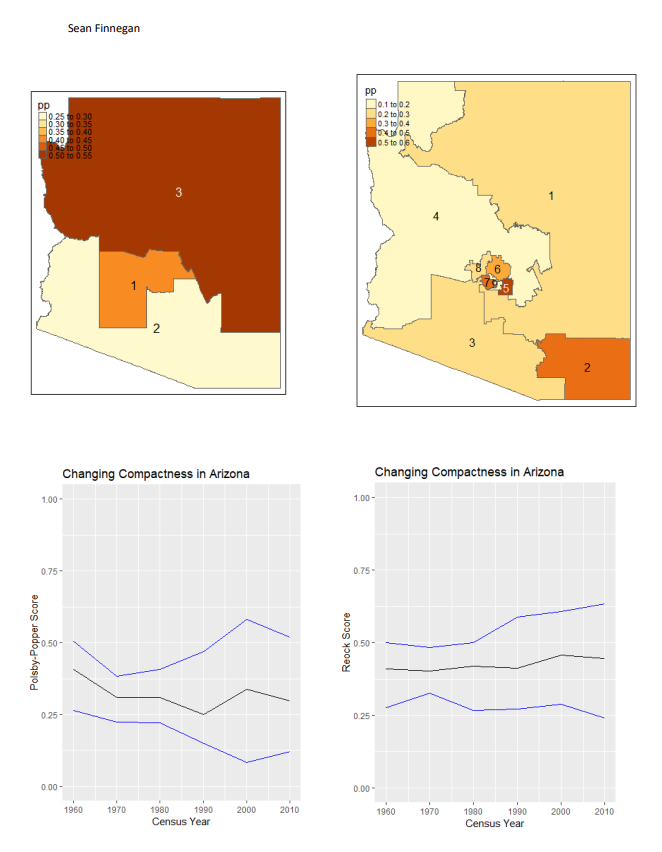 Sean Finnegan
pp
0.25 to 0.30
0.30 to 0.35
0.35 to 0.40
0.40 to 0.45
0.45 to 0.50
0.50 to 0.55
3
1
2
pp
0.1 to 0.2
0.2 to 0.3
0.3 to 0.4
0.4 to 0.5
0.5 to 0.6
1
4
8
6
7
9
5
3
2
Changing Compactness in Arizona
1.00
0.75
0.50
0.25
0.00
Polsby-Popper Score
1960 1970 1980 1990 2000 2010
Census Year
Changing Compactness in Arizona
1.00
0.75
0.50
0.25
0.00
Reock Score
1960 1970 1980 1990 2000 2010
Census Year